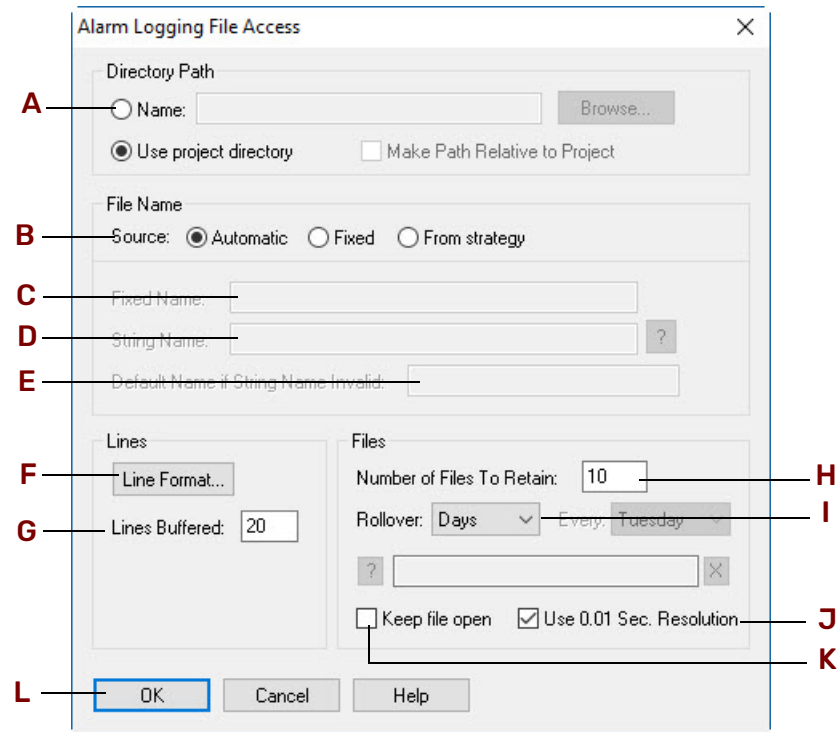 Alarm Logging File Access
Directory Path
A Name: Browse...
Use project directory Make Path Relative to Project
File Name
B Source: Automatic Fixed From strategy
C Fixed Name:
D String Name: ?
E Default Name if String Name Invalid:
Lines Files
F Line Format... Number of Files To Retain: 10 H
G Lines Buffered: 20 Rollover: Days Every: Tuesday I
? X
Keep file open Use 0.01 Sec. Resolution J
K
L OK Cancel Help